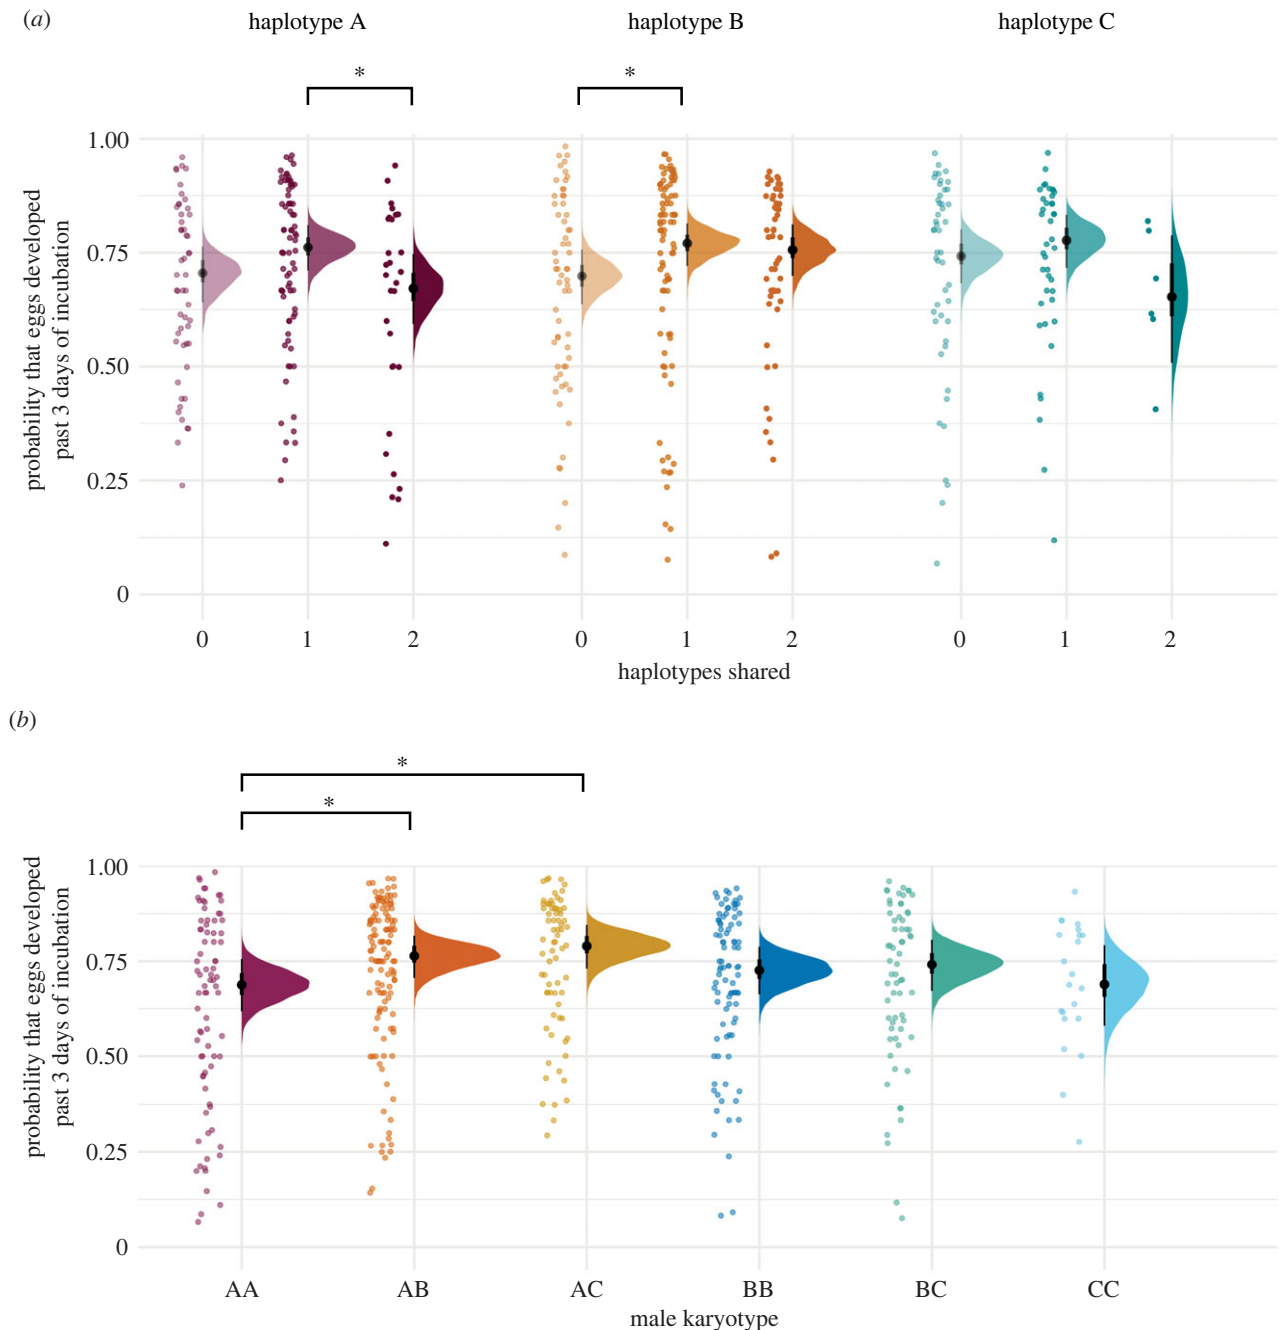 (a)
haplotype A haplotype B haplotype C
* *
1.00
0.75
0.50
0.25
0
probability that eggs developed
past 3 days of incubation
0 1 2 0 1 2 0 1 2
haplotypes shared
(b)
*
*
1.00
0.75
0.50
0.25
0
probability that eggs developed
past 3 days of incubation
AA AB AC BB BC CC
male karyotype